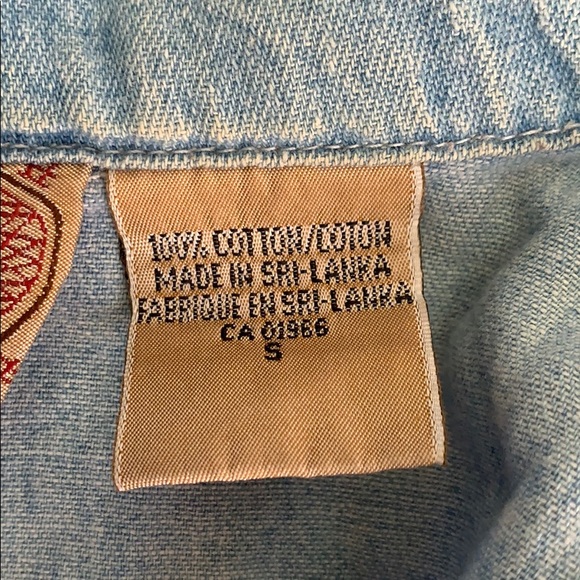 100% COTTON/COTON
MADE IN SRI-LANKA
FABRIQUE EN SRI-LANKA
CA 01966
S